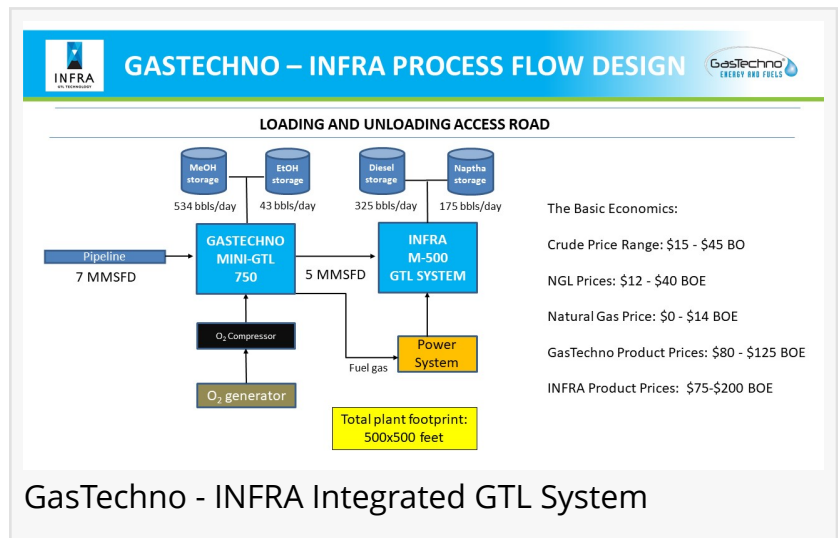 INFRA
GTL TECHNOLOGY
GASTECHNO – INFRA PROCESS FLOW DESIGN
GasTechno
ENERGY AND FUELS
LOADING AND UNLOADING ACCESS ROAD
MeOH
storage
EtOH
storage
Diesel
storage
Naptha
storage
534 bbls/day
43 bbls/day
325 bbls/day
175 bbls/day
Pipeline
7 MMSFD
GASTECHNO
MINI-GTL
750
5 MMSFD
INFRA
M-500
GTL SYSTEM
O₂ Compressor
O₂ generator
Fuel gas
Power
System
Total plant footprint:
500x500 feet
The Basic Economics:
Crude Price Range: $15 - $45 BO
NGL Prices: $12 - $40 BOE
Natural Gas Price: $0 - $14 BOE
GasTechno Product Prices: $80 - $125 BOE
INFRA Product Prices: $75-$200 BOE
GasTechno - INFRA Integrated GTL System